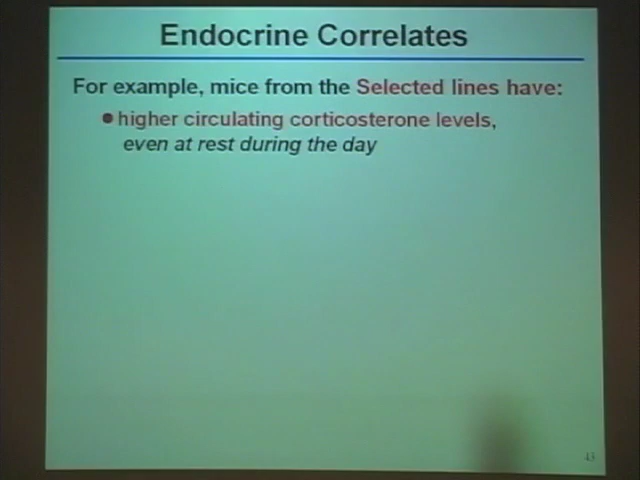 Endocrine Correlates
For example, mice from the Selected lines have:
● higher circulating corticosterone levels,
even at rest during the day
43